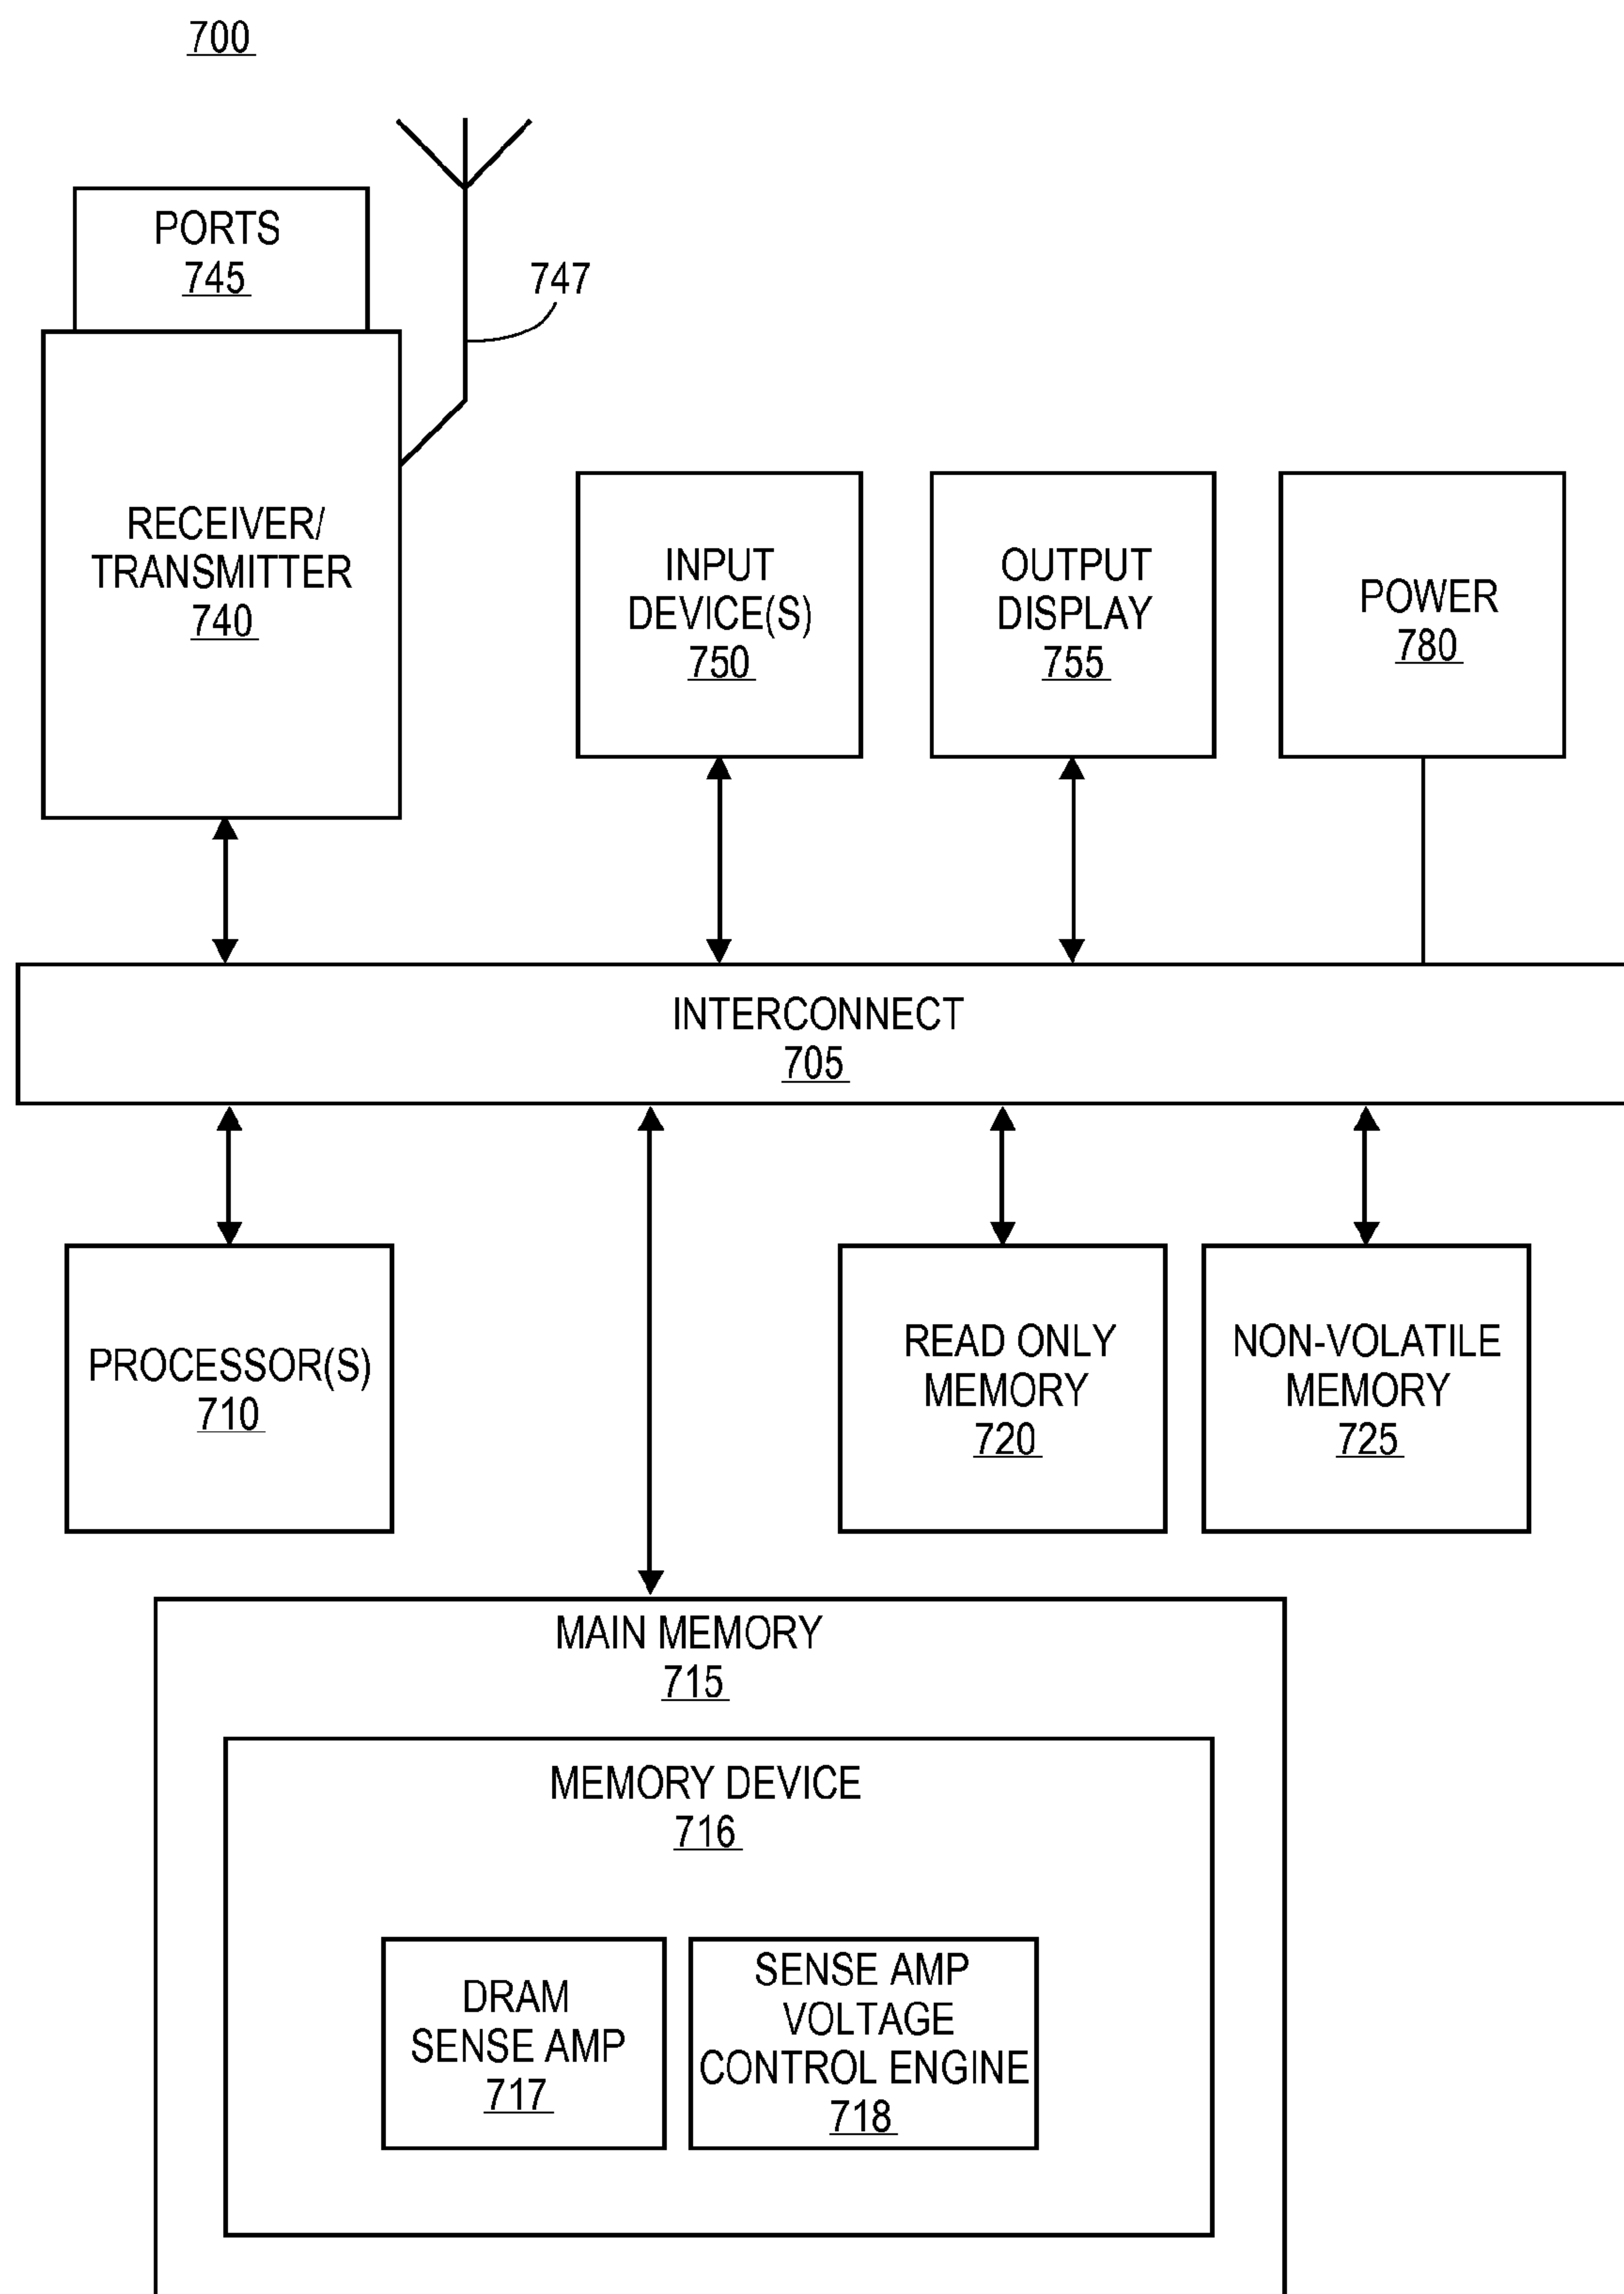 700
PORTS
745
747
RECEIVER/
TRANSMITTER
740
INPUT
DEVICE(S)
750
OUTPUT
DISPLAY
755
POWER
780
INTERCONNECT
705
PROCESSOR(S)
710
READ ONLY
MEMORY
720
NON-VOLATILE
MEMORY
725
MAIN MEMORY
715
MEMORY DEVICE
716
DRAM
SENSE AMP
717
SENSE AMP
VOLTAGE
CONTROL ENGINE
718